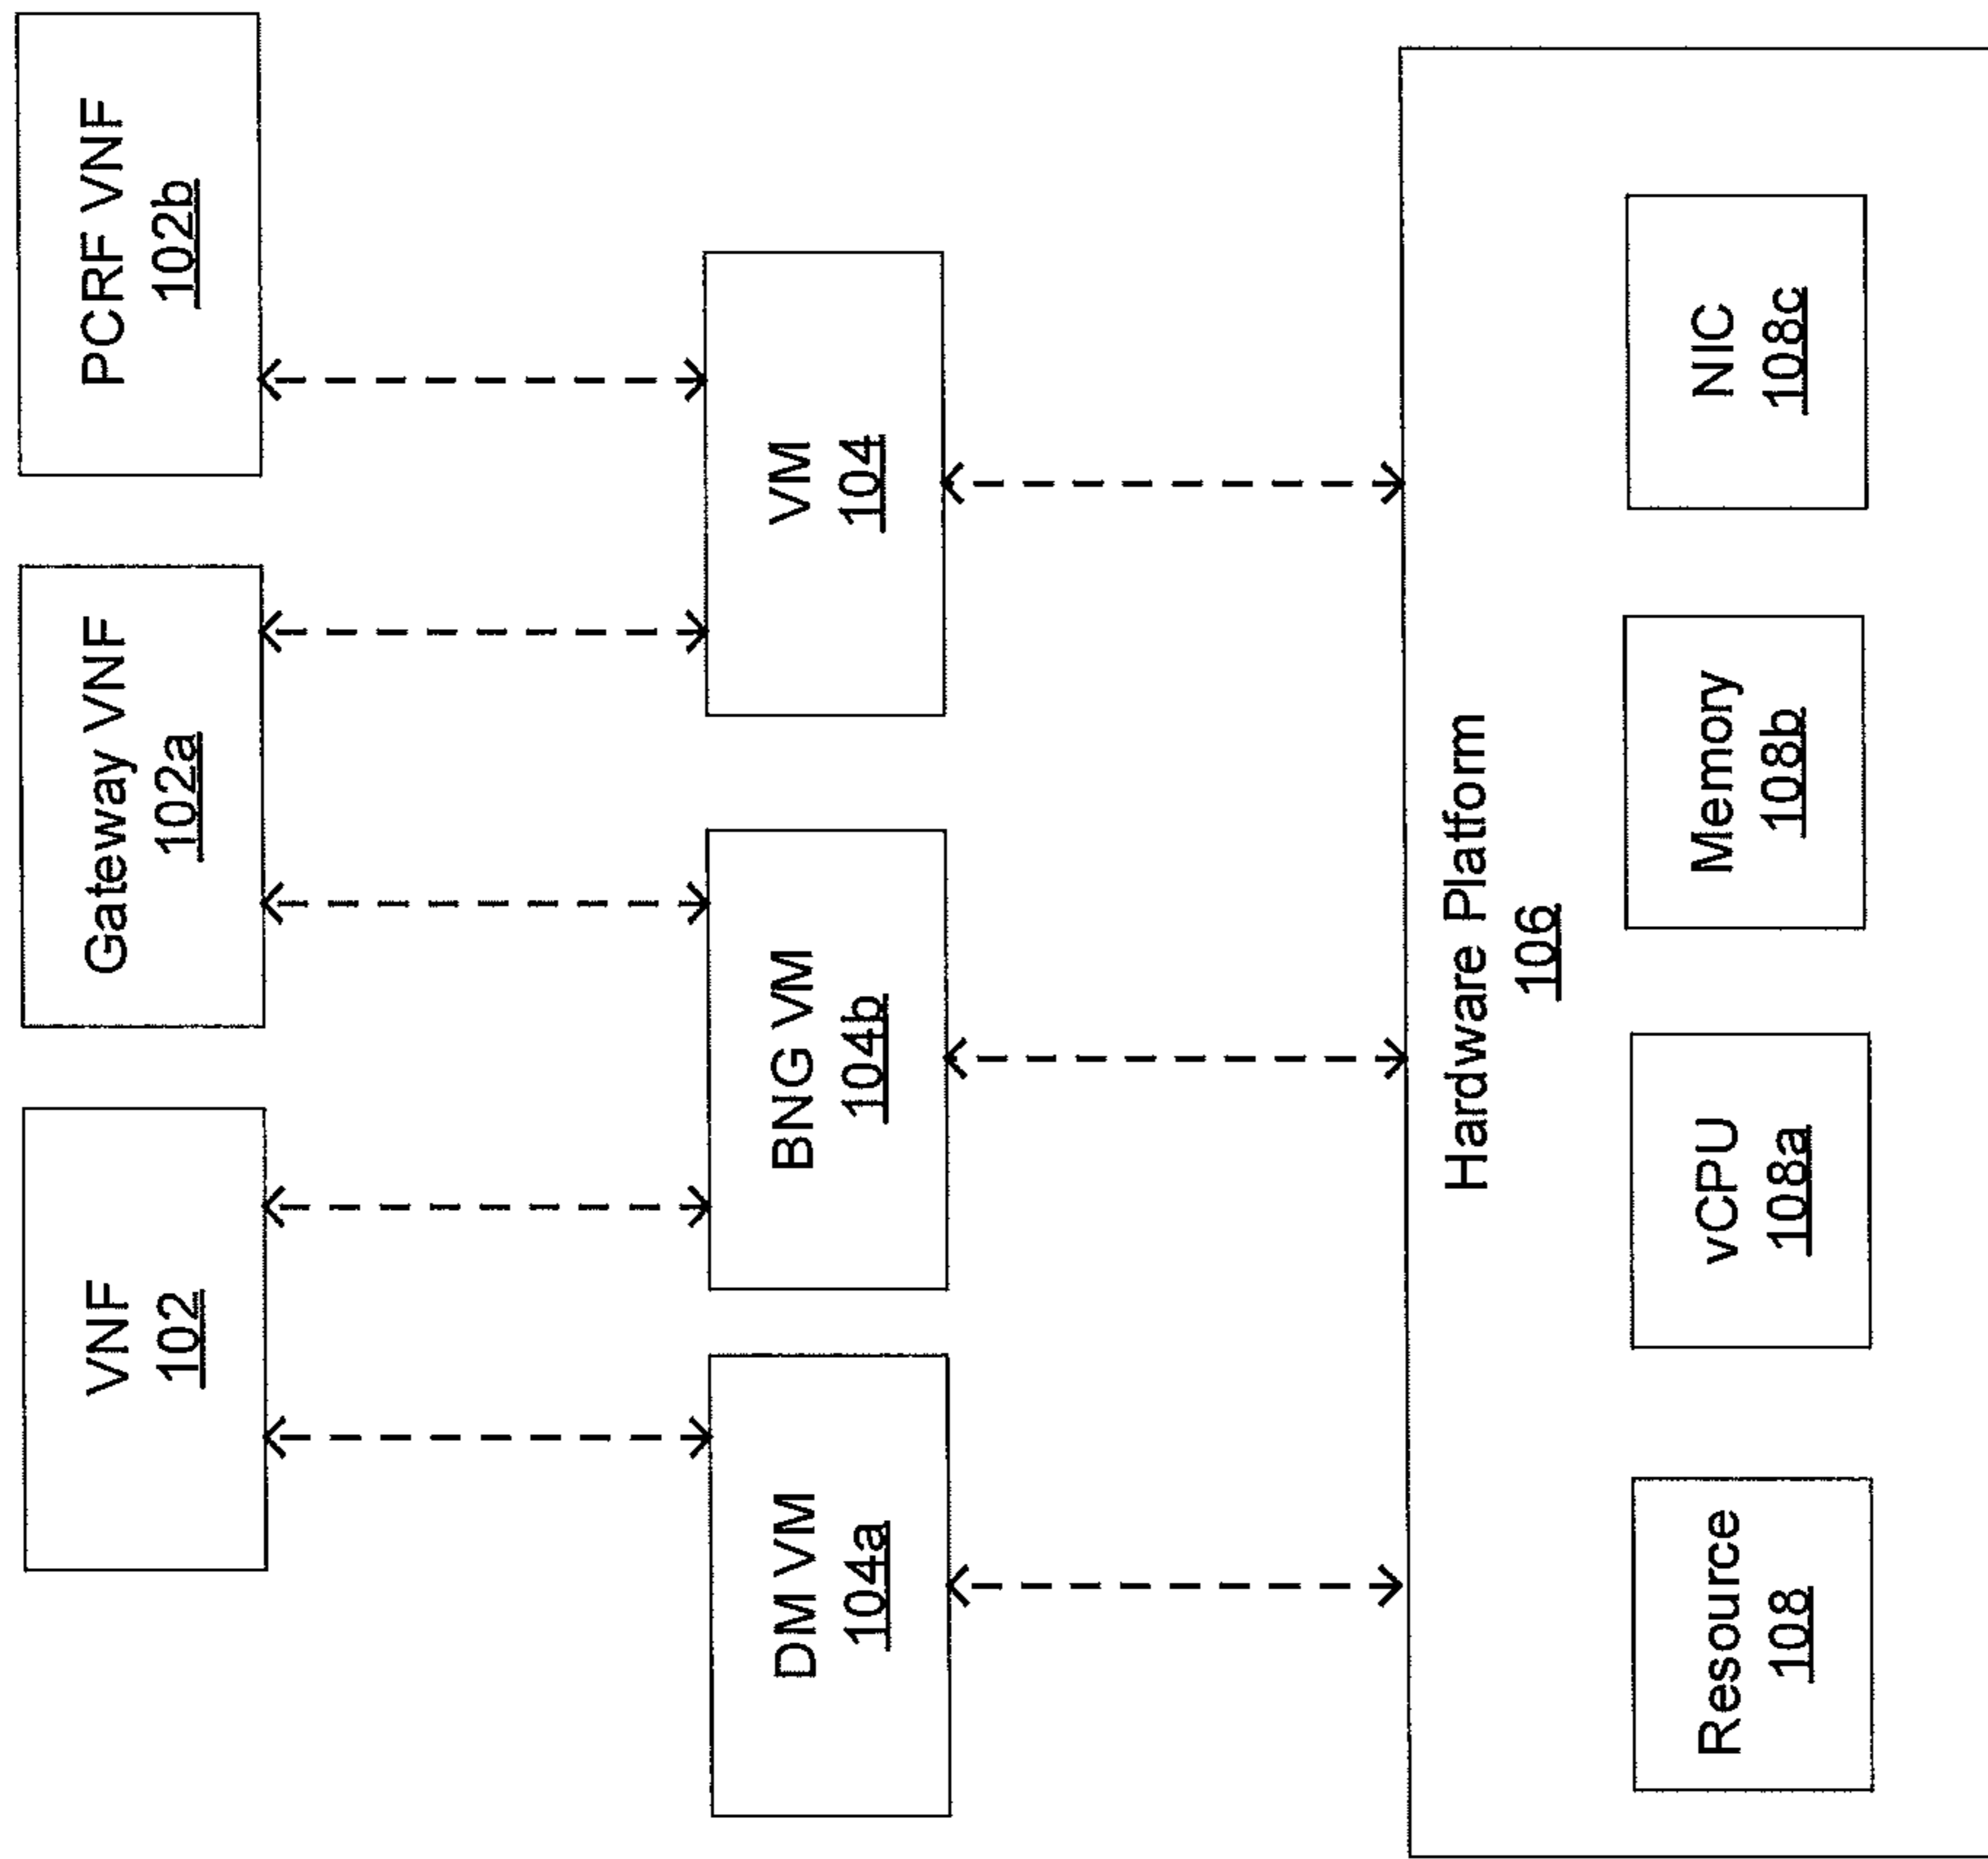 VNF
102
Gateway VNF
102a
PCRF VNF
102b
DM VM
104a
BNG VM
104b
VM
104
Hardware Platform
106
Resource
108
vCPU
108a
Memory
108b
NIC
108c